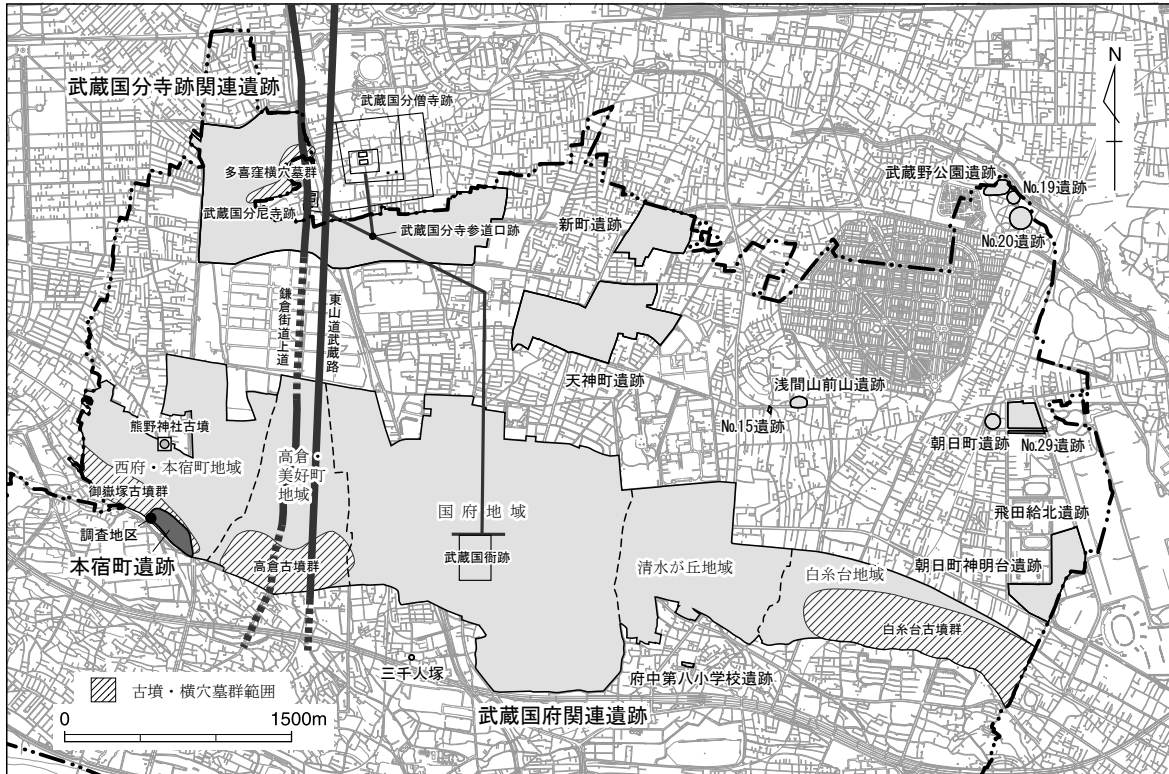 武蔵国分寺跡関連遺跡
武蔵国分僧寺跡
N
多喜窪横穴墓群
武蔵国分尼寺跡
武蔵国分寺参道口跡
新町遺跡
武蔵野公園遺跡
No.19遺跡
No.20遺跡
鎌倉街道上道
東山道武蔵路
天神町遺跡
浅間山前山遺跡
No.15遺跡
朝日町遺跡
No.29遺跡
熊野神社古墳
西府・本宿町地域
高倉・
美好町
地域
御嶽塚古墳群
調査地区
本宿町遺跡
高倉古墳群
国府地域
武蔵国衙跡
清水が丘地域
白糸台地域
飛田給北遺跡
朝日町神明台遺跡
白糸台古墳群
三千人塚
府中第八小学校遺跡
武蔵国府関連遺跡
古墳・横穴墓群範囲
0
1500m